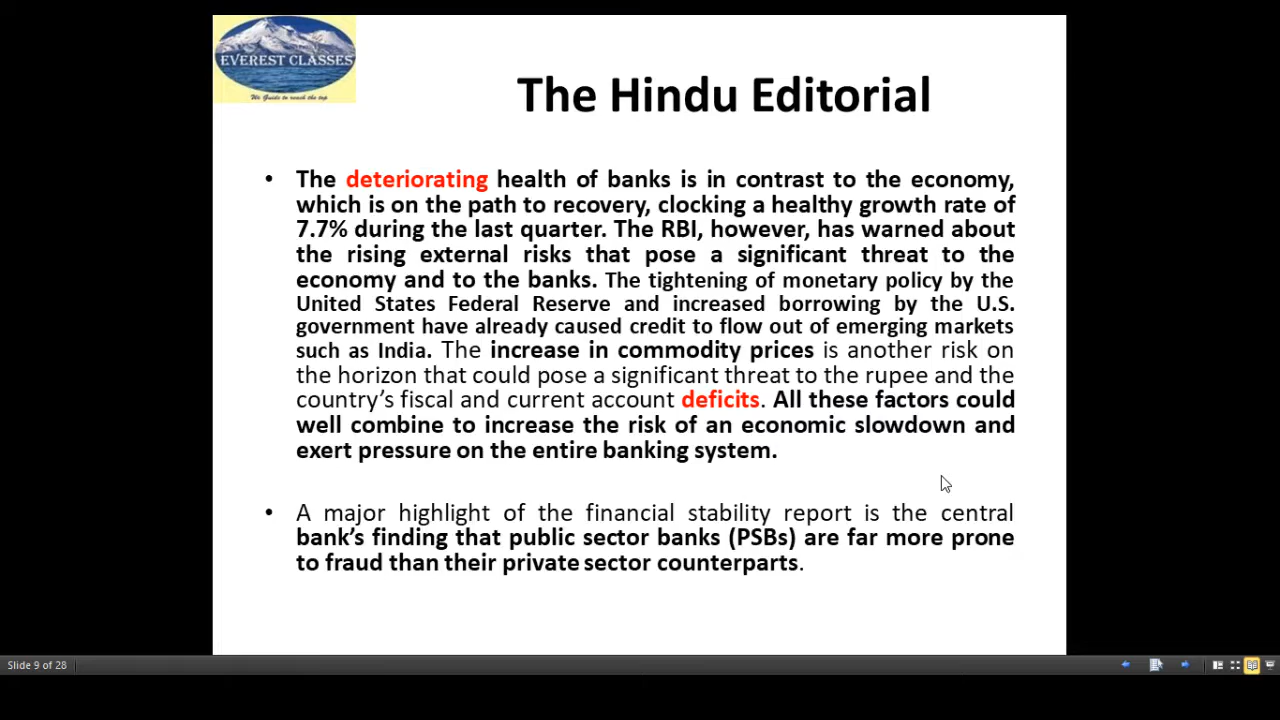 EVEREST CLASSES
We Guide to reach the top
The Hindu Editorial
• The deteriorating health of banks is in contrast to the economy,
which is on the path to recovery, clocking a healthy growth rate of
7.7% during the last quarter. The RBI, however, has warned about
the rising external risks that pose a significant threat to the
economy and to the banks. The tightening of monetary policy by the
United States Federal Reserve and increased borrowing by the U.S.
government have already caused credit to flow out of emerging markets
such as India. The increase in commodity prices is another risk on
the horizon that could pose a significant threat to the rupee and the
country’s fiscal and current account deficits. All these factors could
well combine to increase the risk of an economic slowdown and
exert pressure on the entire banking system.
• A major highlight of the financial stability report is the central
bank’s finding that public sector banks (PSBs) are far more prone
to fraud than their private sector counterparts.
Slide 9 of 28